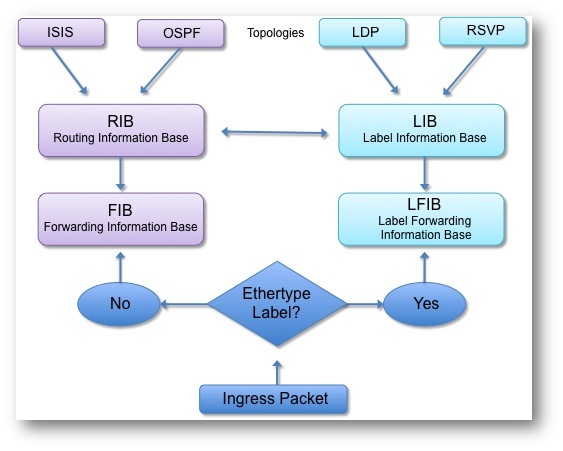 ISIS
OSPF
Topologies
LDP
RSVP
RIB
Routing Information Base
LIB
Label Information Base
FIB
Forwarding Information Base
LFIB
Label Forwarding
Information Base
No
Ethertype
Label?
Yes
Ingress Packet